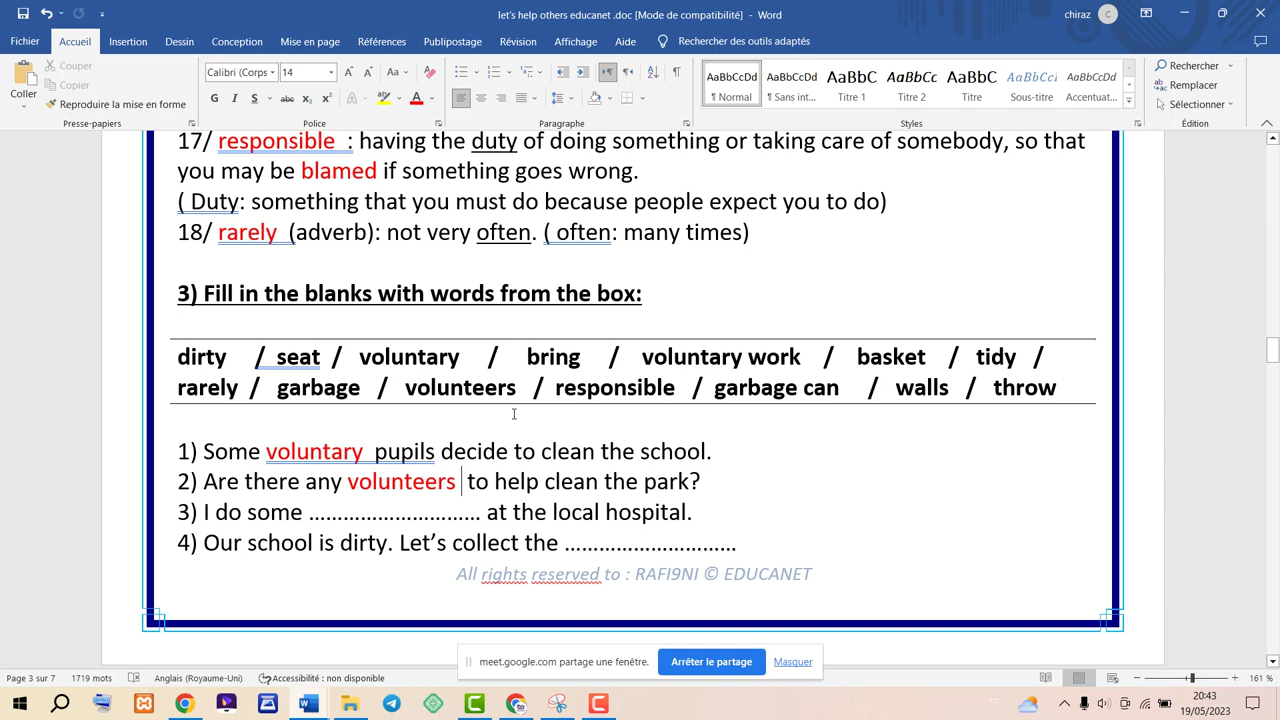 let's help others educanet .doc [Mode de compatibilité] - Word
chiraz C
Fichier Accueil Insertion Dessin Conception Mise en page Références Publipostage Révision Affichage Aide Rechercher des outils adaptés
Coller
Couper
Copier
Reproduire la mise en forme
Presse-papiers
Calibri (Corps 14
Police
Paragraphe
AaBbCcDd AaBbCcDd AaBbC AaBbCc AaBbC AaBbCcI AaBbCcDd
¶ Normal ¶ Sans int... Titre 1 Titre 2 Titre Sous-titre Accentuat...
Styles
Rechercher
Remplacer
Sélectionner
Édition
17/ responsible : having the duty of doing something or taking care of somebody, so that
you may be blamed if something goes wrong.
( Duty: something that you must do because people expect you to do)
18/ rarely (adverb): not very often. ( often: many times)
3) Fill in the blanks with words from the box:
dirty / seat / voluntary / bring / voluntary work / basket / tidy /
rarely / garbage / volunteers / responsible / garbage can / walls / throw
1) Some voluntary pupils decide to clean the school.
2) Are there any volunteers to help clean the park?
3) I do some ………………………… at the local hospital.
4) Our school is dirty. Let’s collect the …………………………
All rights reserved to : RAFI9NI © EDUCANET
meet.google.com partage une fenêtre. Arrêter le partage Masquer
Page 3 sur 7 1719 mots Anglais (Royaume-Uni) Accessibilité : non disponible 161 %
20:43
19/05/2023